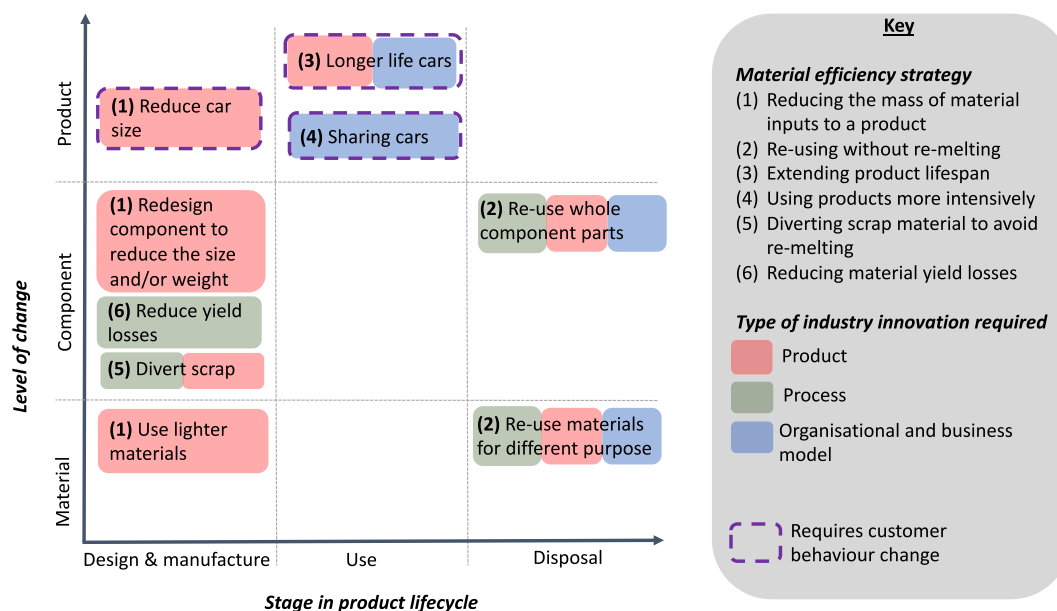 Level of change
Product
Component
Material
(3) Longer life cars
(1) Reduce car
size
(4) Sharing cars
(1) Redesign
component to
reduce the size
and/or weight
(2) Re-use whole
component parts
(6) Reduce yield
losses
(5) Divert scrap
(1) Use lighter
materials
(2) Re-use materials
for different purpose
Design & manufacture
Use
Disposal
Stage in product lifecycle
Key
Material efficiency strategy
(1) Reducing the mass of material
inputs to a product
(2) Re-using without re-melting
(3) Extending product lifespan
(4) Using products more intensively
(5) Diverting scrap material to avoid
re-melting
(6) Reducing material yield losses
Type of industry innovation required
Product
Process
Organisational and business
model
Requires customer
behaviour change